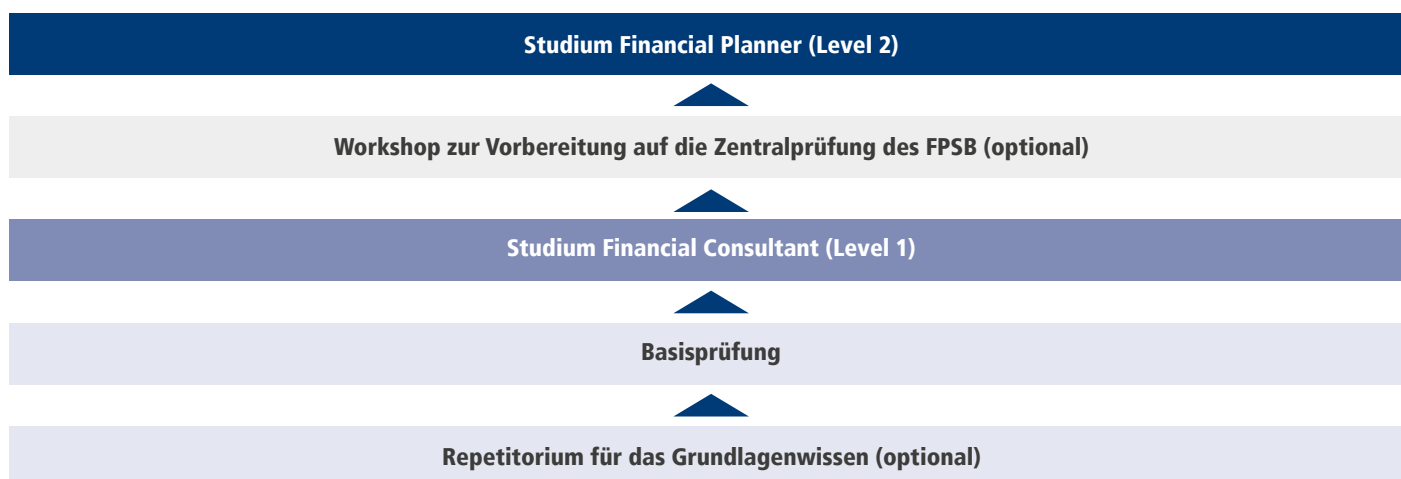 Studium Financial Planner (Level 2)
Workshop zur Vorbereitung auf die Zentralprüfung des FPSB (optional)
Studium Financial Consultant (Level 1)
Basisprüfung
Repetitorium für das Grundlagenwissen (optional)